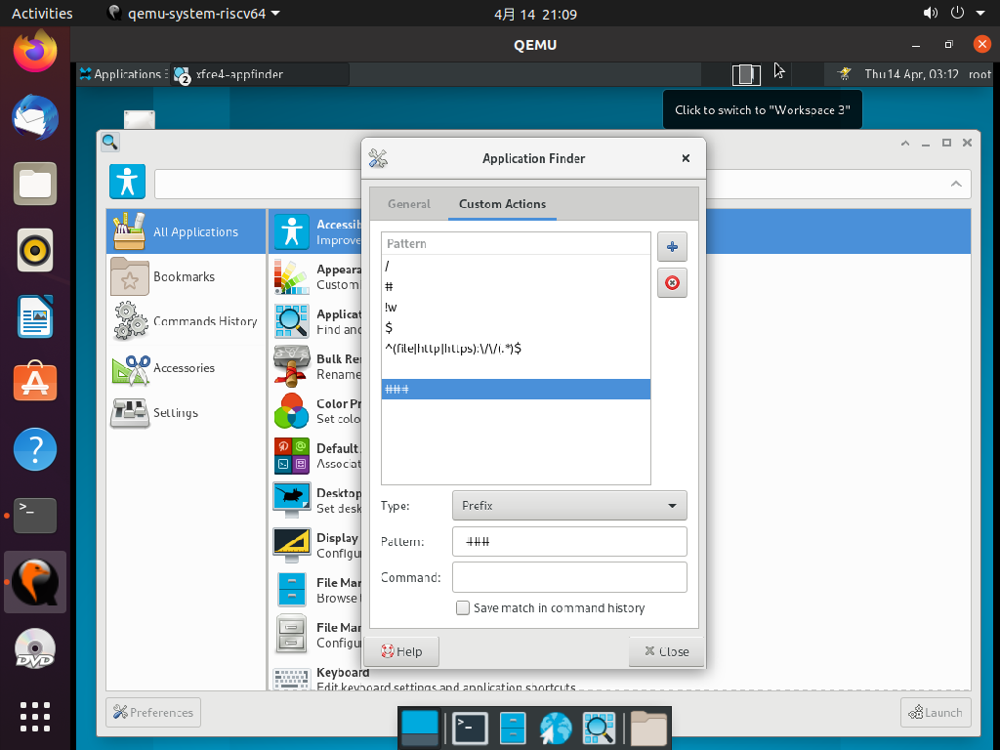 Activities
qemu-system-riscv64
4月 14 21:09
QEMU
Applications
2
xfce4-appfinder
Thu 14 Apr, 03:12
root
Click to switch to "Workspace 3"
Application Finder
General
Custom Actions
Pattern
/
#
!w
$
^(file|http|https):\/\/(.*)$
###
Type:
Prefix
Pattern:
###
Command:
Save match in command history
Help
Close
All Applications
Bookmarks
Commands History
Accessories
Settings
Accessib
Improve
Appeara
Custom
Applicat
Find and
Bulk Re
Rename
Color Pr
Set colo
Default
Associat
Desktop
Set desk
Display
Configu
File Mar
Browse
File Mar
Configu
Keyboard
Edit keyboard settings and application shortcuts
Preferences
Launch
DVD